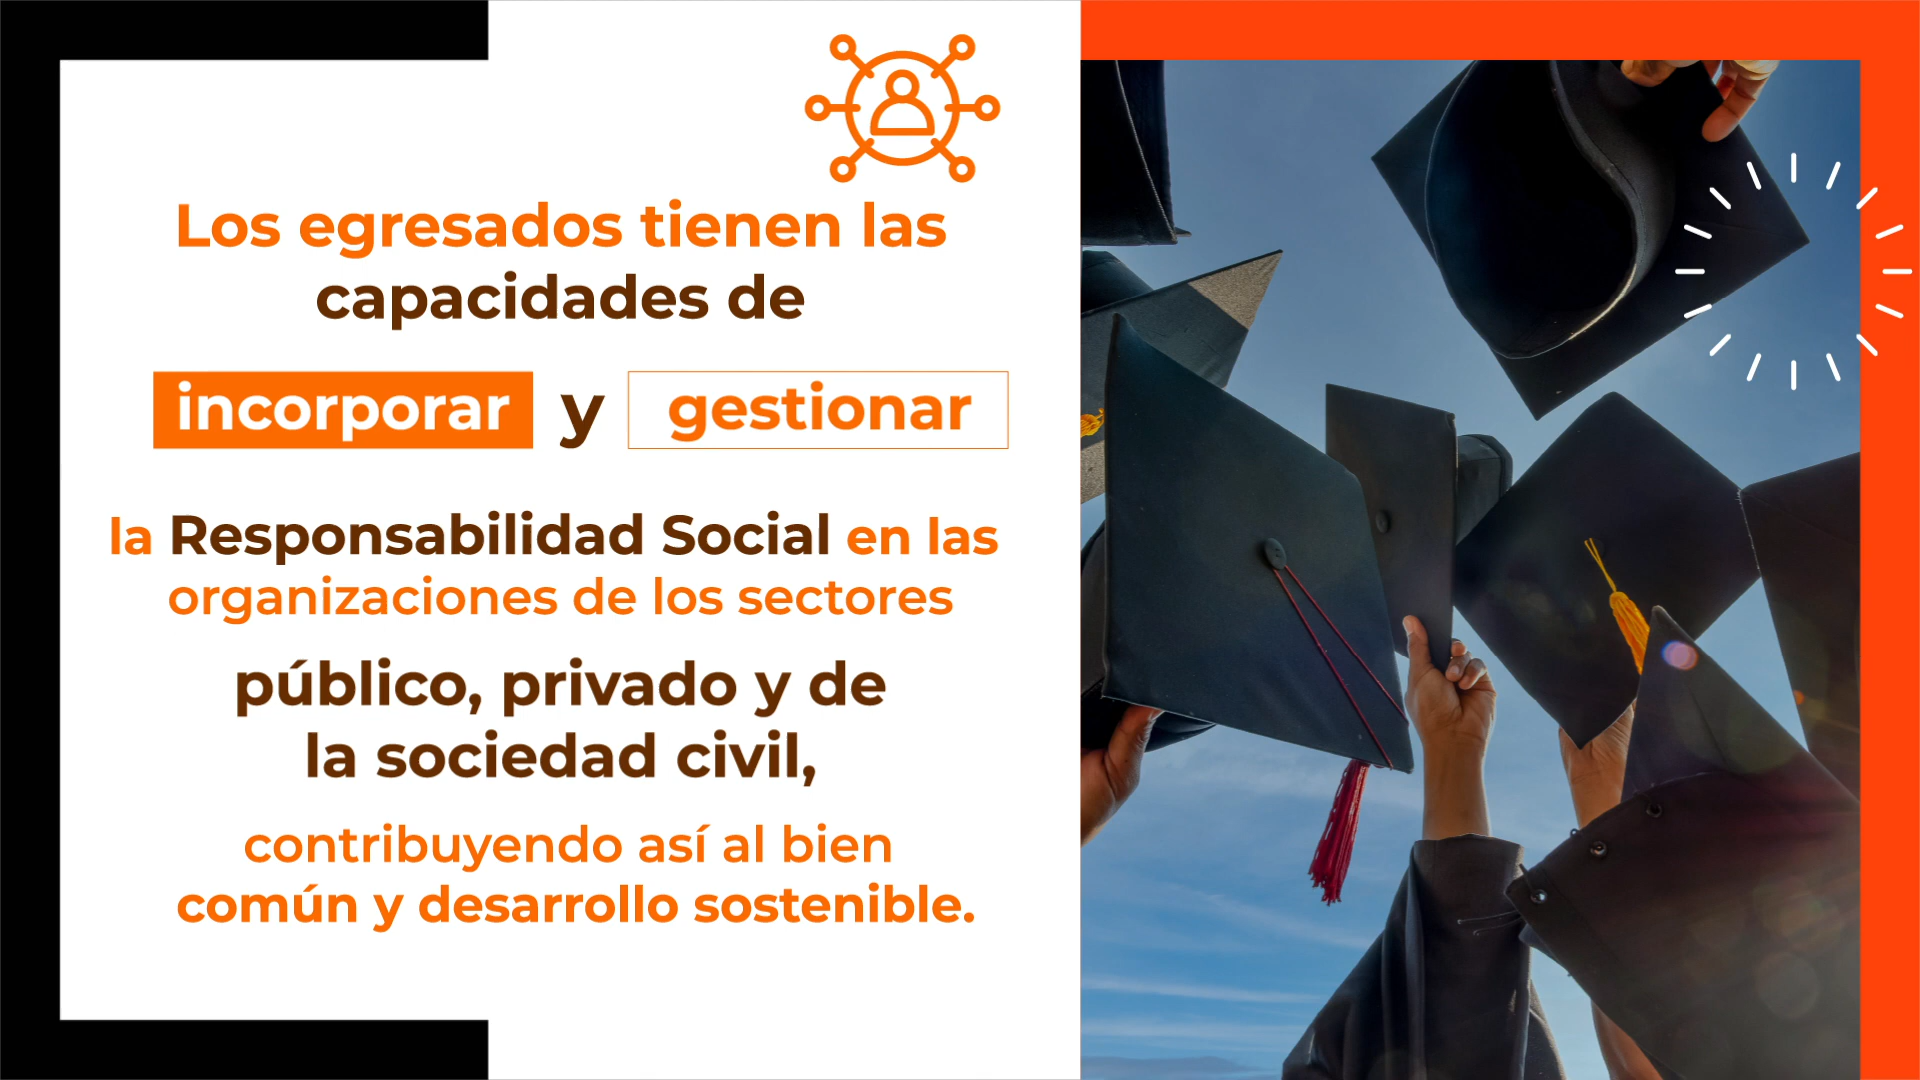 Los egresados tienen las
capacidades de
incorporar y gestionar
la Responsabilidad Social en las
organizaciones de los sectores
público, privado y de
la sociedad civil,
contribuyendo así al bien
común y desarrollo sostenible.